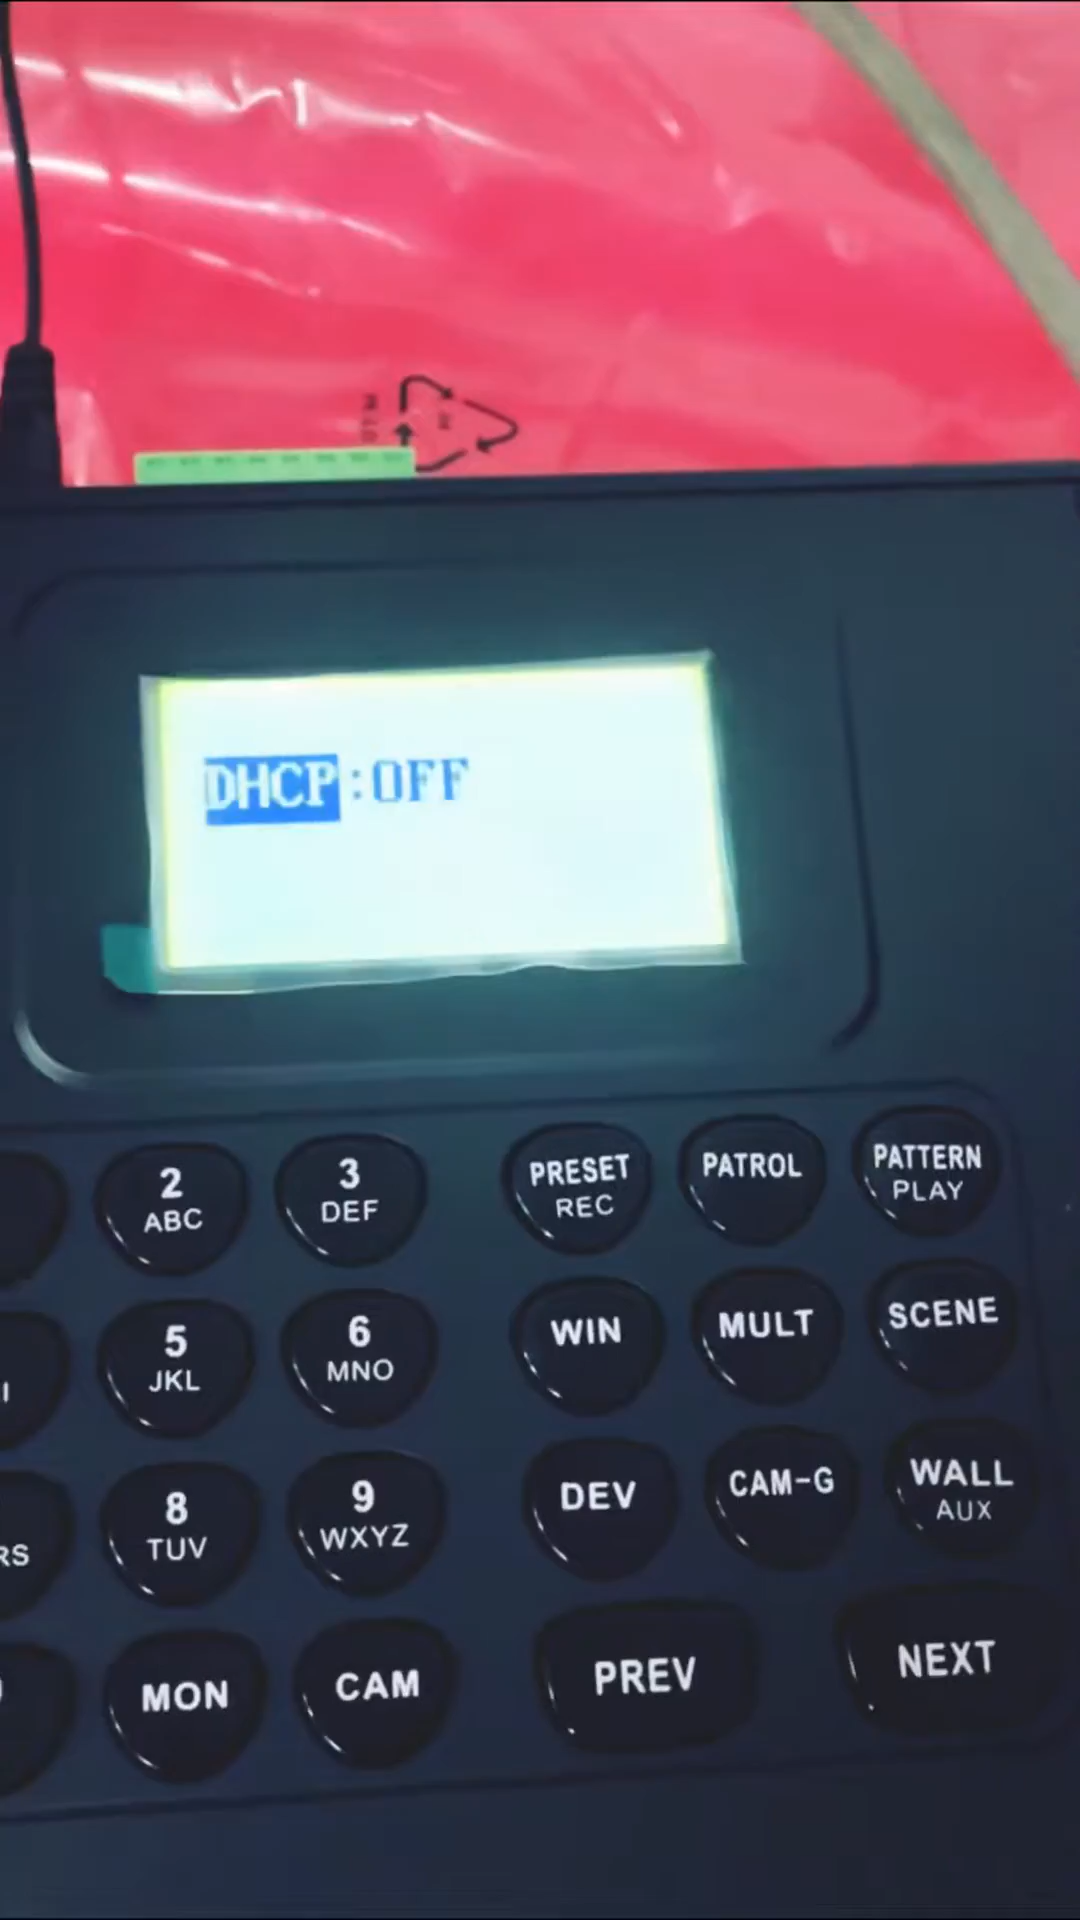 DHCP:OFF
2
ABC
3
DEF
PRESET
REC
PATROL
PATTERN
PLAY
5
JKL
6
MNO
WIN
MULT
SCENE
8
TUV
9
WXYZ
DEV
CAM-G
WALL
AUX
RS
MON
CAM
PREV
NEXT